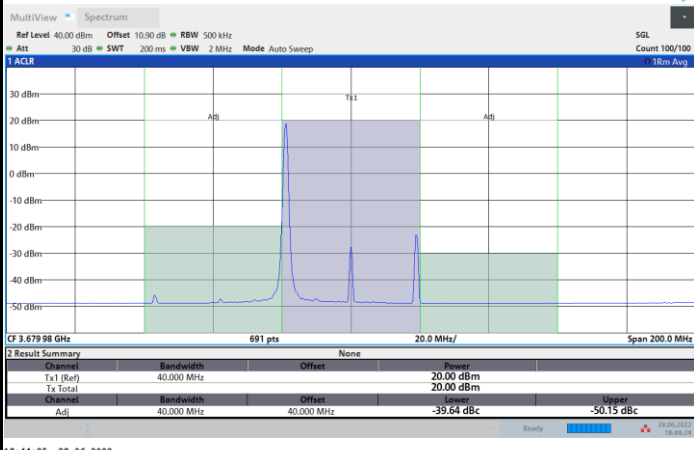 MultiView Spectrum
Ref Level 40.00 dBm Offset 10.90 dB RBW 500 kHz SGL
Att 30 dB SWT 200 ms VBW 2 MHz Mode Auto Sweep Count 100/100
1 ACLR 1Rm Avg
30 dBm
Tx1
20 dBm
Adj Adj
10 dBm
0 dBm
-10 dBm
-20 dBm
-30 dBm
-40 dBm
-50 dBm
CF 3.679 98 GHz 691 pts 20.0 MHz/ Span 200.0 MHz
2 Result Summary None
Channel Bandwidth Offset Power
Tx1 (Ref) 40.000 MHz 20.00 dBm
Tx Total 20.00 dBm
Channel Bandwidth Offset Lower Upper
Adj 40.000 MHz 40.000 MHz -39.64 dBc -50.15 dBc
Ready 28.06.2022
18:44:24